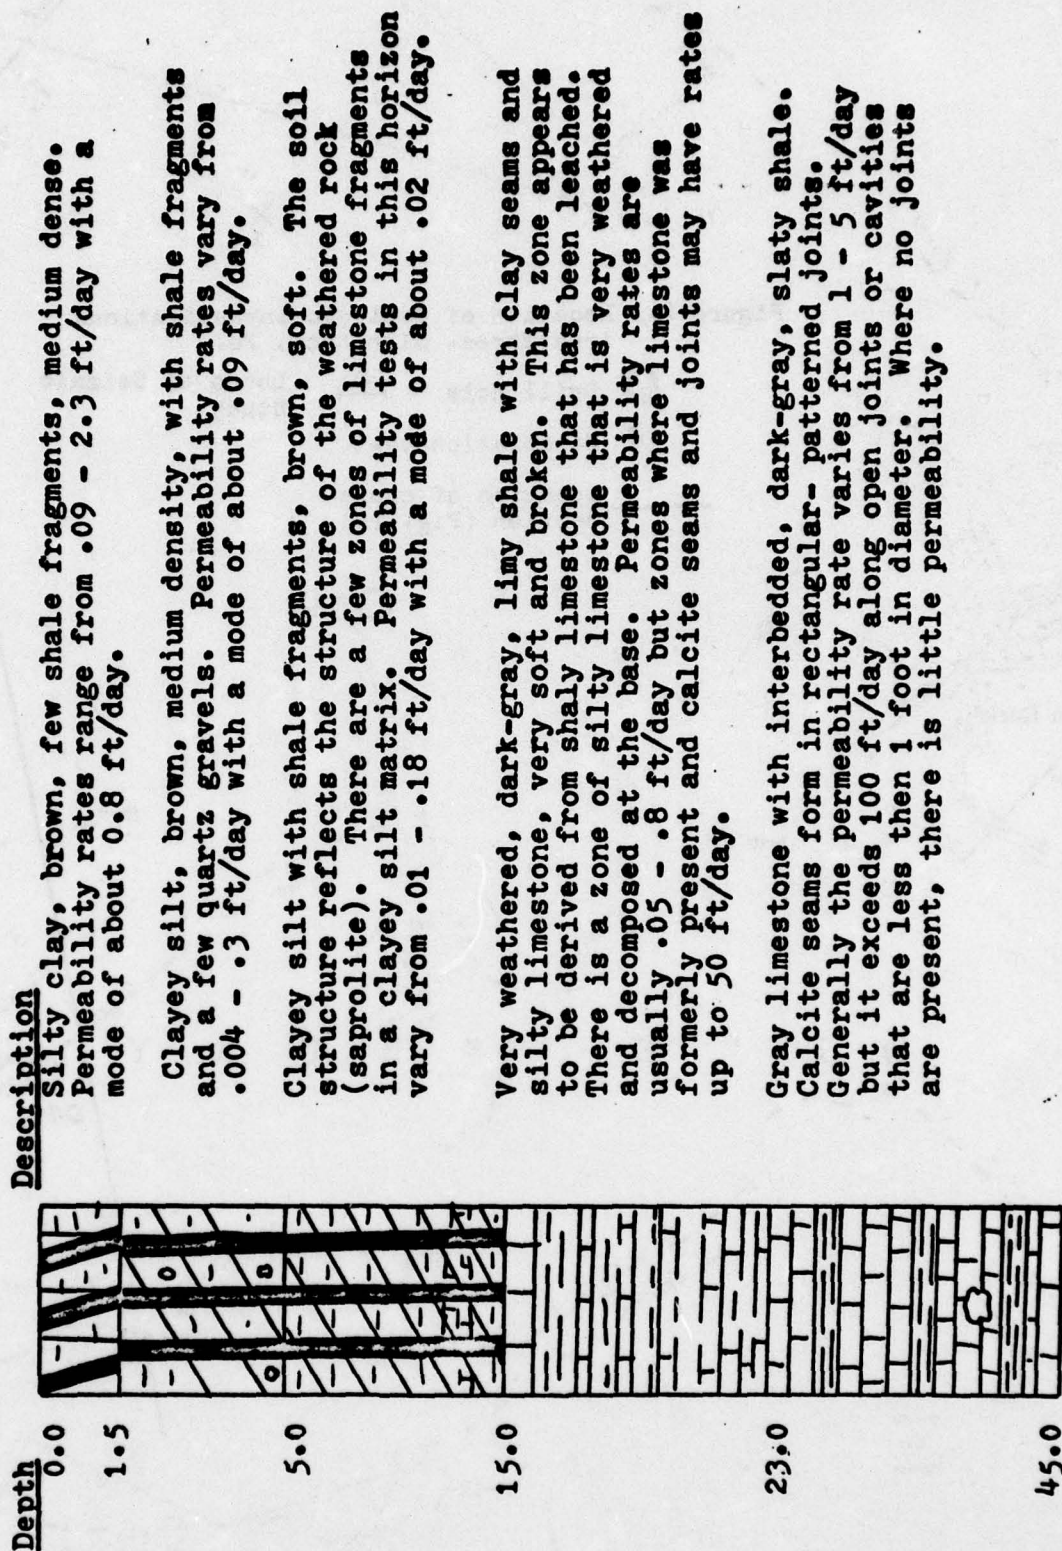 Depth
Description
0.0
Silty clay, brown, few shale fragments, medium dense.
Permeability rates range from .09 - 2.3 ft/day with a
mode of about 0.8 ft/day.
1.5
Clayey silt, brown, medium density, with shale fragments
and a few quartz gravels. Permeability rates vary from
.004 - .3 ft/day with a mode of about .09 ft/day.
5.0
Clayey silt with shale fragments, brown, soft. The soil
structure reflects the structure of the weathered rock
(saprolite). There are a few zones of limestone fragments
in a clayey silt matrix. Permeability tests in this horizon
vary from .01 - .18 ft/day with a mode of about .02 ft/day.
15.0
Very weathered, dark-gray, limy shale with clay seams and
silty limestone, very soft and broken. This zone appears
to be derived from shaly limestone that has been leached.
There is a zone of silty limestone that is very weathered
and decomposed at the base. Permeability rates are
usually .05 - .8 ft/day but zones where limestone was
formerly present and calcite seams and joints may have rates
up to 50 ft/day.
23.0
Gray limestone with interbedded, dark-gray, slaty shale.
Calcite seams form in rectangular- patterned joints.
Generally the permeability rate varies from 1 - 5 ft/day
but it exceeds 100 ft/day along open joints or cavities
that are less then 1 foot in diameter. Where no joints
are present, there is little permeability.
45.0